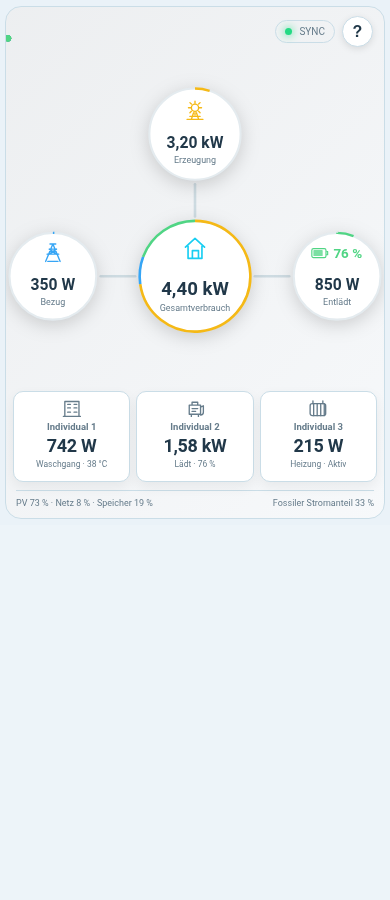 SYNC
?
3,20 kW
Erzeugung
350 W
Bezug
4,40 kW
Gesamtverbrauch
76 %
850 W
Entlädt
Individual 1
742 W
Waschgang · 38 °C
Individual 2
1,58 kW
Lädt · 76 %
Individual 3
215 W
Heizung · Aktiv
PV 73 % · Netz 8 % · Speicher 19 %
Fossiler Stromanteil 33 %